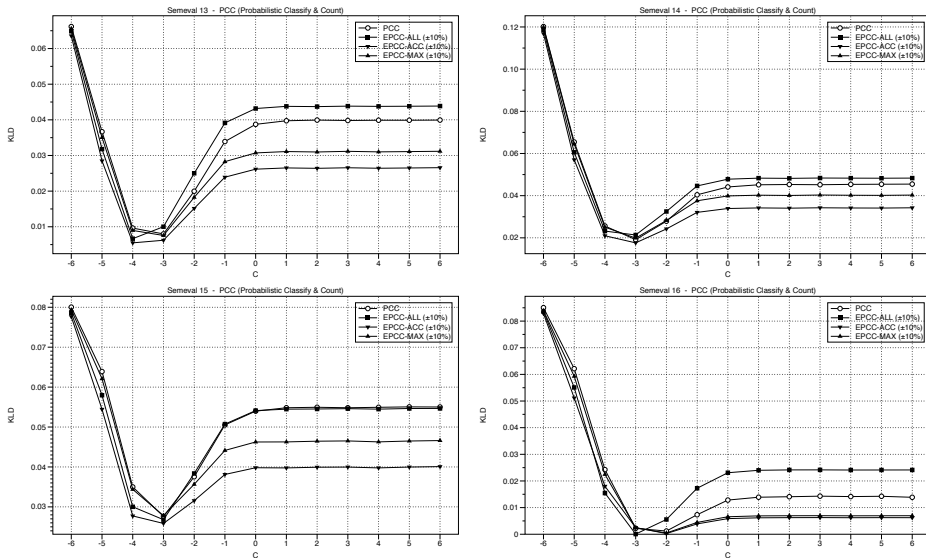 Semeval 13 - PCC (Probabilistic Classify & Count)
PCC
EPCC-ALL (±10%)
EPCC-ACC (±10%)
EPCC-MAX (±10%)
KLD
0.06
0.05
0.04
0.03
0.02
0.01
-6 -5 -4 -3 -2 -1 0 1 2 3 4 5 6
C
Semeval 14 - PCC (Probabilistic Classify & Count)
PCC
EPCC-ALL (±10%)
EPCC-ACC (±10%)
EPCC-MAX (±10%)
KLD
0.12
0.10
0.08
0.06
0.04
0.02
-6 -5 -4 -3 -2 -1 0 1 2 3 4 5 6
C
Semeval 15 - PCC (Probabilistic Classify & Count)
PCC
EPCC-ALL (±10%)
EPCC-ACC (±10%)
EPCC-MAX (±10%)
KLD
0.08
0.07
0.06
0.05
0.04
0.03
-6 -5 -4 -3 -2 -1 0 1 2 3 4 5 6
C
Semeval 16 - PCC (Probabilistic Classify & Count)
PCC
EPCC-ALL (±10%)
EPCC-ACC (±10%)
EPCC-MAX (±10%)
KLD
0.08
0.07
0.06
0.05
0.04
0.03
0.02
0.01
0
-6 -5 -4 -3 -2 -1 0 1 2 3 4 5 6
C